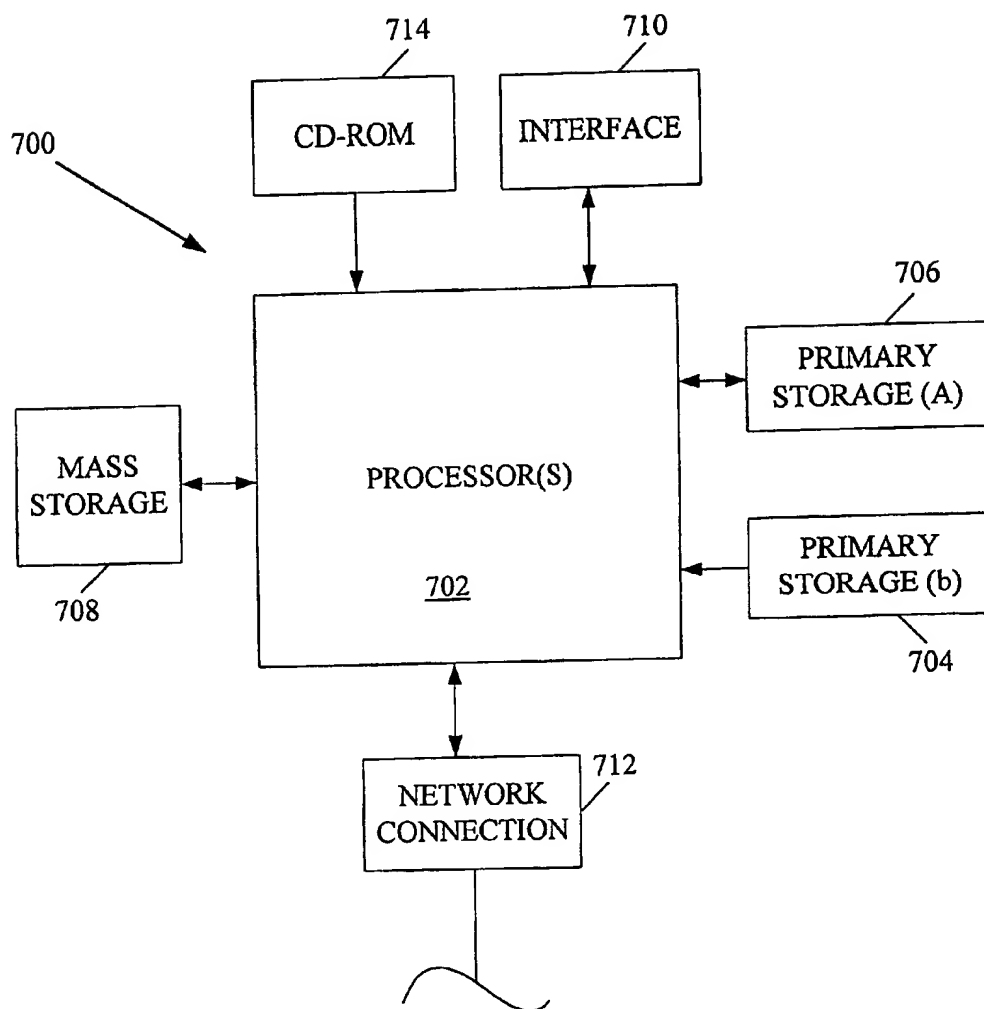 714
710
CD-ROM
INTERFACE
700
706
PRIMARY
STORAGE (A)
MASS
STORAGE
PROCESSOR(S)
PRIMARY
STORAGE (b)
702
708
704
712
NETWORK
CONNECTION